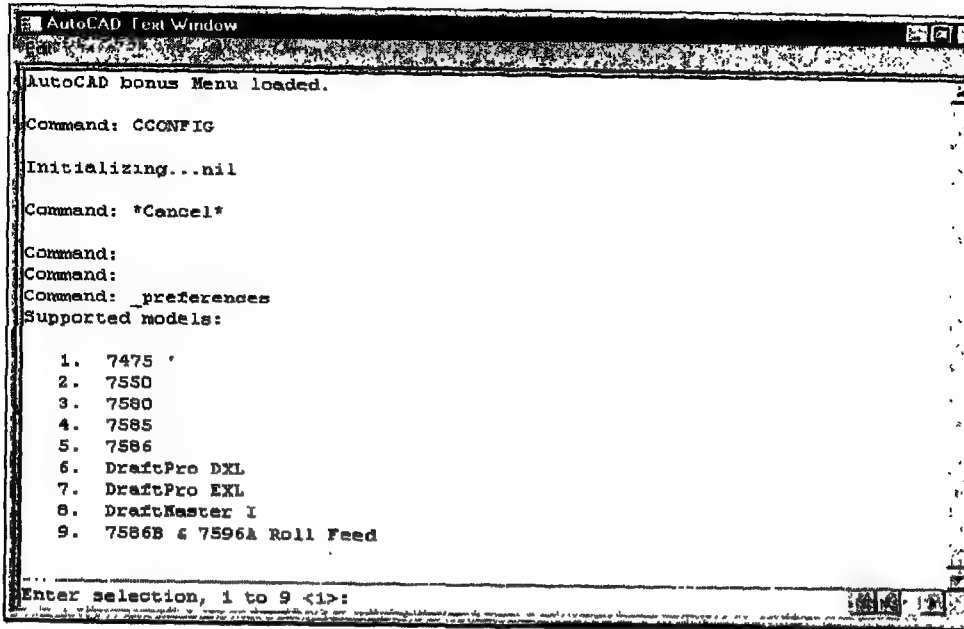 AutoCAD Text Window
Edit
AutoCAD bonus Menu loaded.
Command: CCONFIG
Initializing...nil
Command: *Cancel*
Command:
Command:
Command: _preferences
Supported models:
1. 7475
2. 7550
3. 7580
4. 7585
5. 7586
6. DraftPro DXL
7. DraftPro EXL
8. DraftMaster I
9. 7586B & 7596A Roll Feed
Enter selection, 1 to 9 <1>: